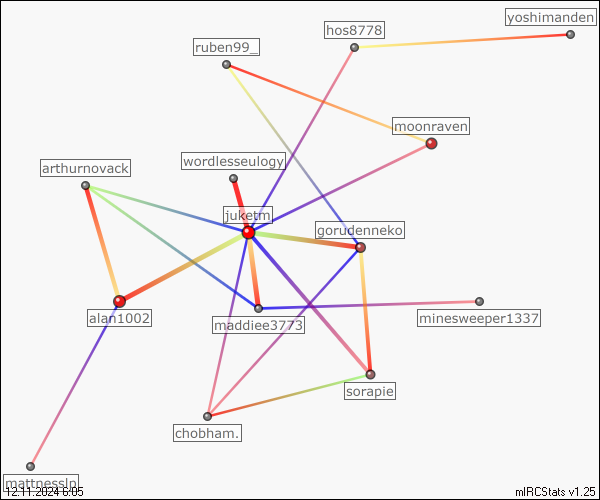 yoshimanden
hos8778
ruben99_
moonraven
wordlesseulogy
arthurnovack
juketm
gorudenneko
alan1002
maddiee3773
minesweeper1337
sorapie
chobham.
mattnessln
12.11.2024 6:05
mIRCStats v1.25